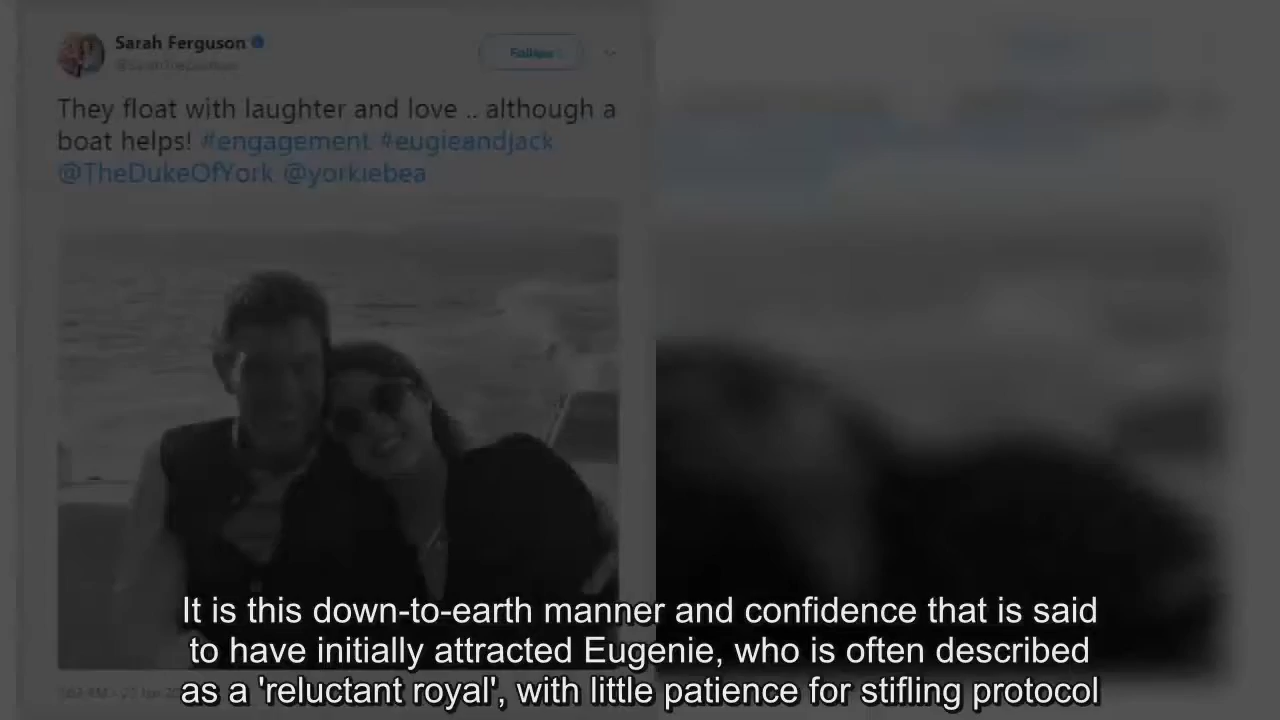 Sarah Ferguson
Follow
They float with laughter and love .. although a
boat helps! #engagement #eugieandjack
@TheDukeOfYork @yorkiebea
It is this down-to-earth manner and confidence that is said
to have initially attracted Eugenie, who is often described
as a 'reluctant royal', with little patience for stifling protocol